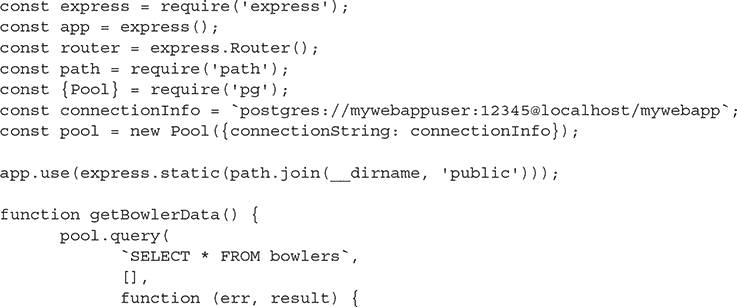 const express = require('express');
const app = express();
const router = express.Router();
const path = require('path');
const {Pool} = require('pg');
const connectionInfo = `postgres://mywebappuser:12345@localhost/mywebapp`;
const pool = new Pool({connectionString: connectionInfo});

app.use(express.static(path.join(__dirname, 'public')));

function getBowlerData() {
      pool.query(
            `SELECT * FROM bowlers`,
            [],
            function (err, result) {